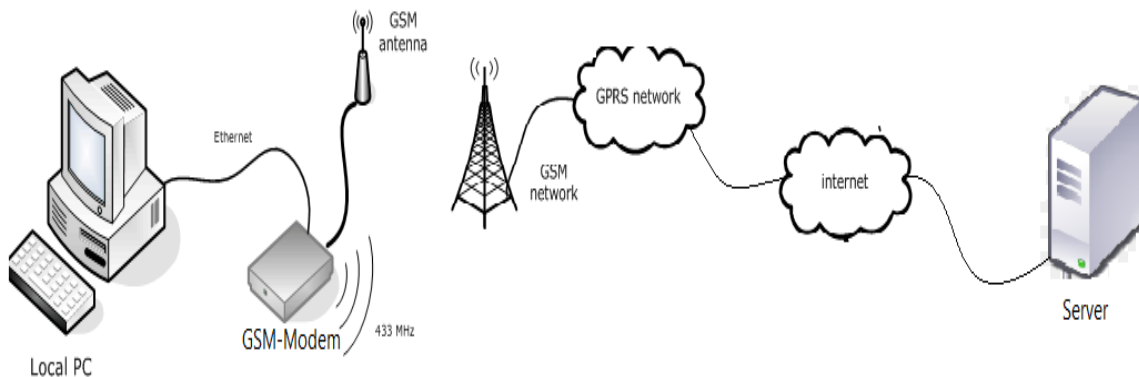 GSM
antenna
Ethernet
GPRS network
GSM
network
internet
433 MHz
GSM-Modem
Local PC
Server